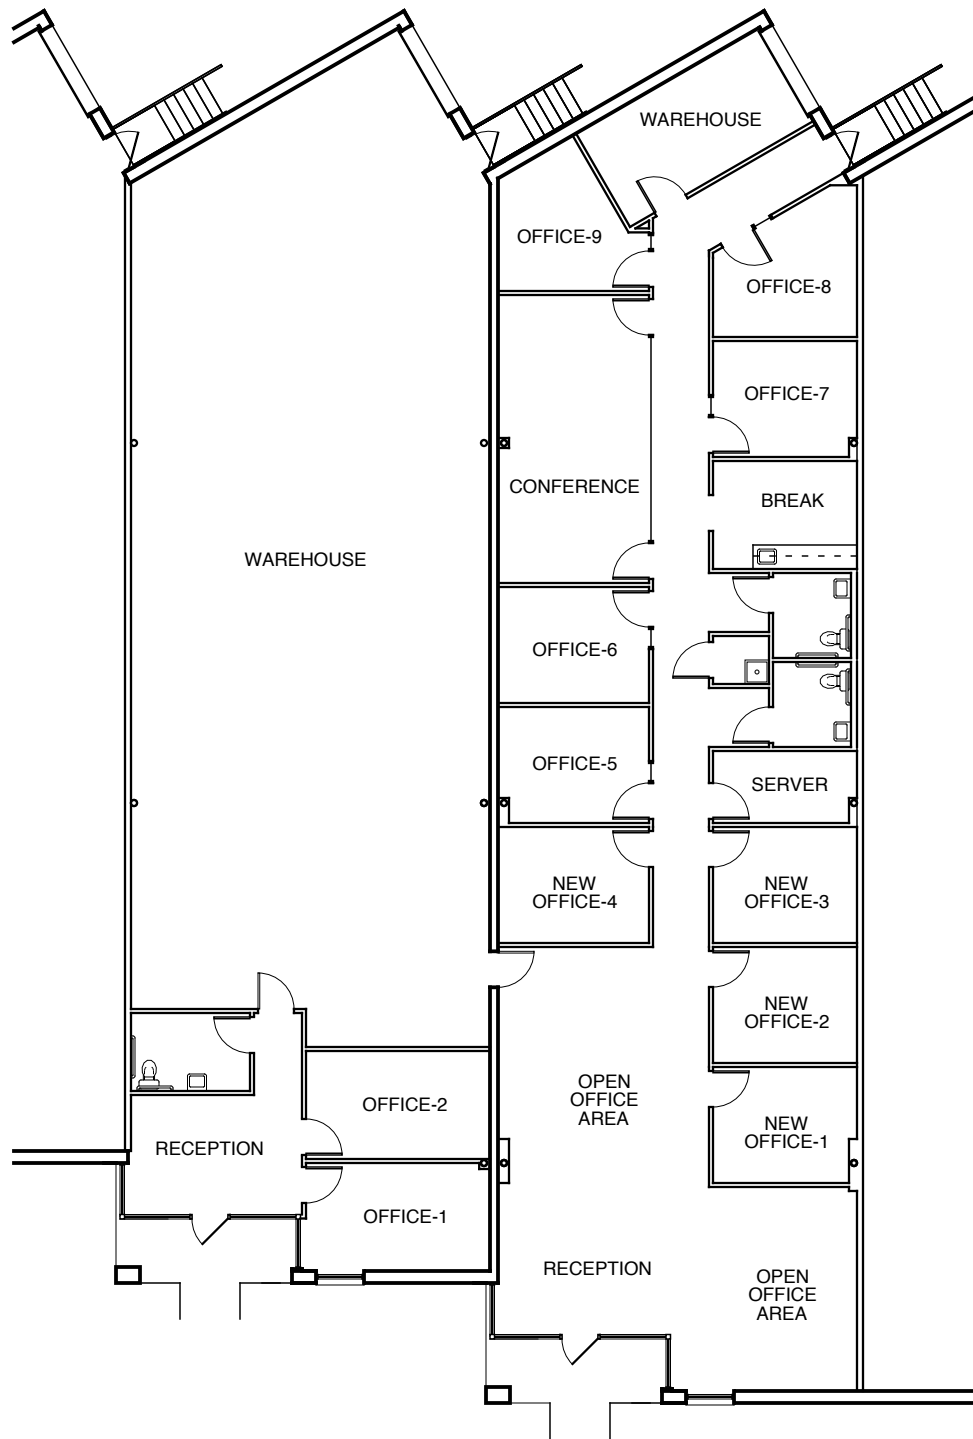 WAREHOUSE
OFFICE-9
OFFICE-8
OFFICE-7
CONFERENCE
BREAK
WAREHOUSE
OFFICE-6
OFFICE-5
SERVER
NEW
OFFICE-4
NEW
OFFICE-3
NEW
OFFICE-2
OPEN
OFFICE
AREA
OFFICE-2
NEW
OFFICE-1
RECEPTION
OFFICE-1
RECEPTION
OPEN
OFFICE
AREA